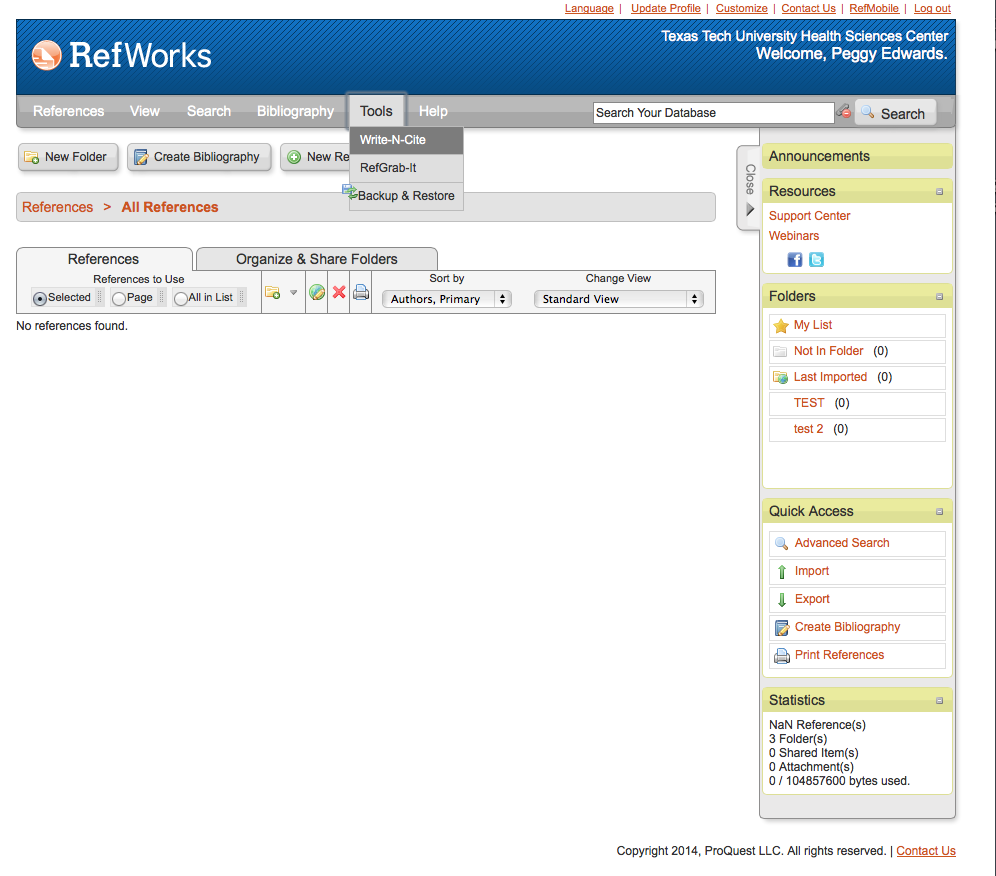 Language | Update Profile | Customize | Contact Us | RefMobile | Log out
RefWorks
Texas Tech University Health Sciences Center
Welcome, Peggy Edwards.
References View Search Bibliography Tools Help Search Your Database Search
Write-N-Cite
RefGrab-It
Backup & Restore
New Folder Create Bibliography New Re
References > All References
References Organize & Share Folders
References to Use Sort by Change View
Selected Page All in List Authors, Primary Standard View
No references found.
Close
Announcements
Resources
Support Center
Webinars
Folders
My List
Not In Folder (0)
Last Imported (0)
TEST (0)
test 2 (0)
Quick Access
Advanced Search
Import
Export
Create Bibliography
Print References
Statistics
NaN Reference(s)
3 Folder(s)
0 Shared Item(s)
0 Attachment(s)
0 / 104857600 bytes used.
Copyright 2014, ProQuest LLC. All rights reserved. | Contact Us